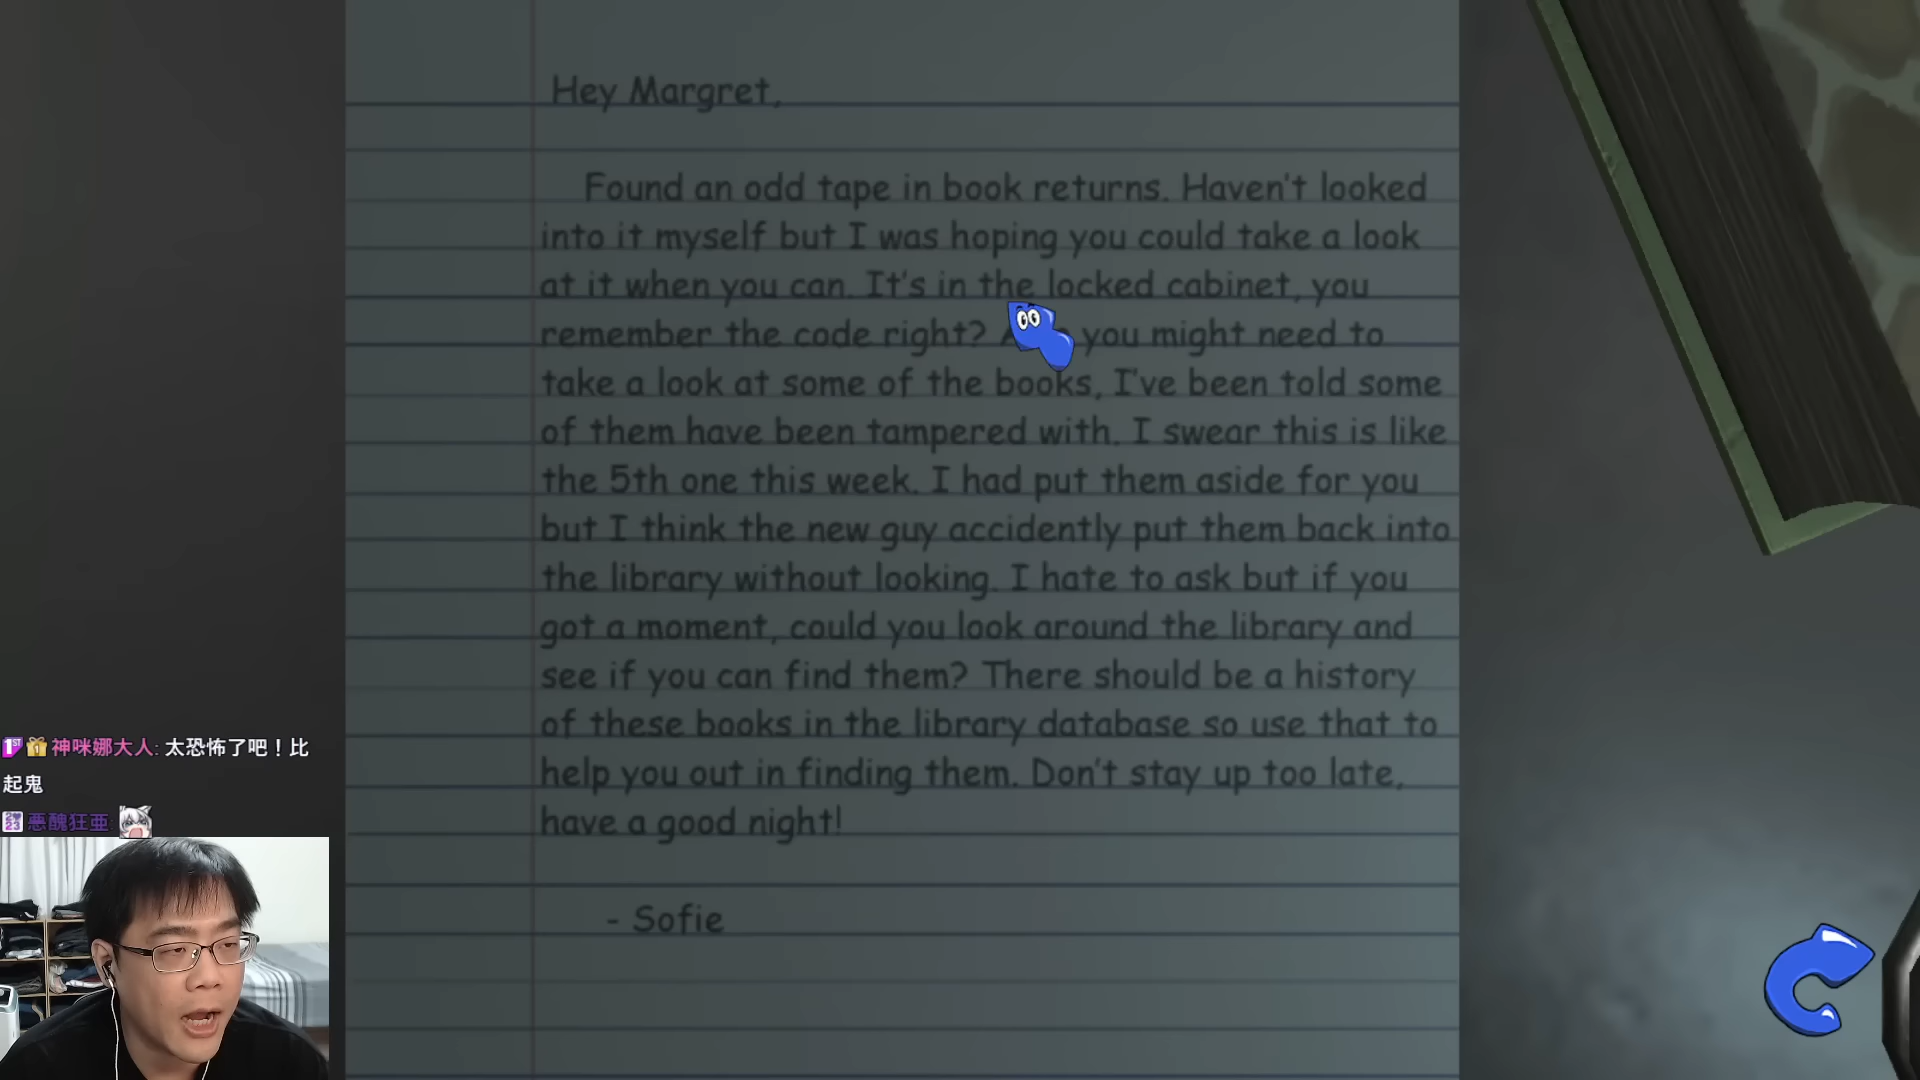 Hey Margret,
Found an odd tape in book returns. Haven't looked
into it myself but I was hoping you could take a look
at it when you can. It's in the locked cabinet, you
remember the code right? you might need to
take a look at some of the books, I've been told some
of them have been tampered with. I swear this is like
the 5th one this week. I had put them aside for you
but I think the new guy accidently put them back into
the library without looking. I hate to ask but if you
got a moment, could you look around the library and
see if you can find them? There should be a history
of these books in the library database so use that to
help you out in finding them. Don't stay up too late,
have a good night!
- Sofie
神咪娜大人: 太恐怖了吧！比
起鬼
悪醜狂亜